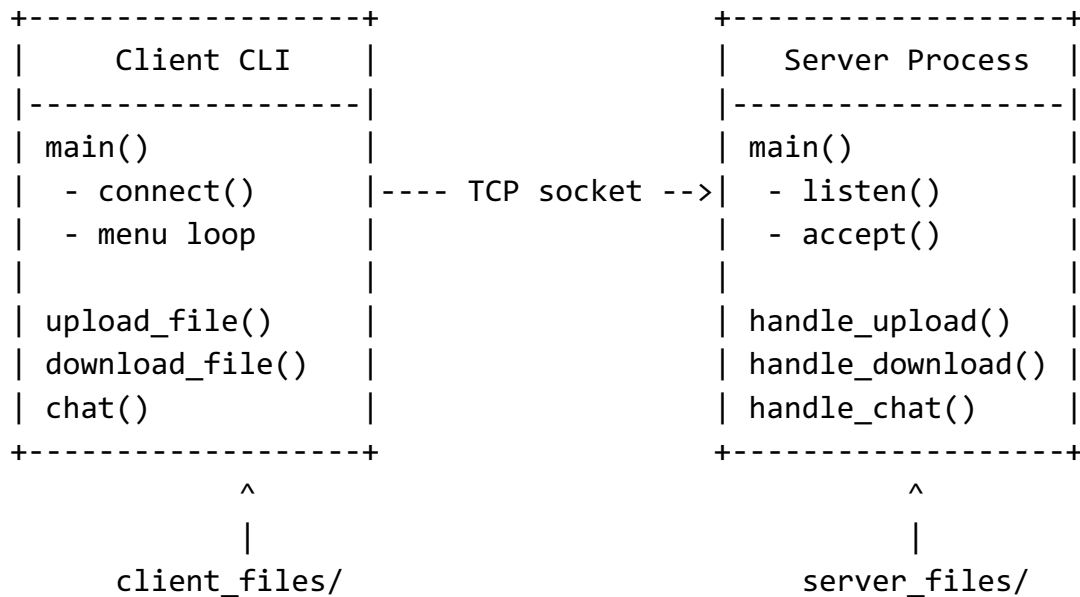 +-------------------+                   +-------------------+
|     Client CLI    |                   |   Server Process  |
|-------------------|                   |-------------------|
| main()            |                   | main()            |
|  - connect()      |---- TCP socket -->|  - listen()       |
|  - menu loop      |                   |  - accept()       |
|                   |                   |                   |
| upload_file()     |                   | handle_upload()   |
| download_file()   |                   | handle_download() |
| chat()            |                   | handle_chat()     |
+-------------------+                   +-------------------+
             ^                                     ^
             |                                     |
      client_files/                          server_files/